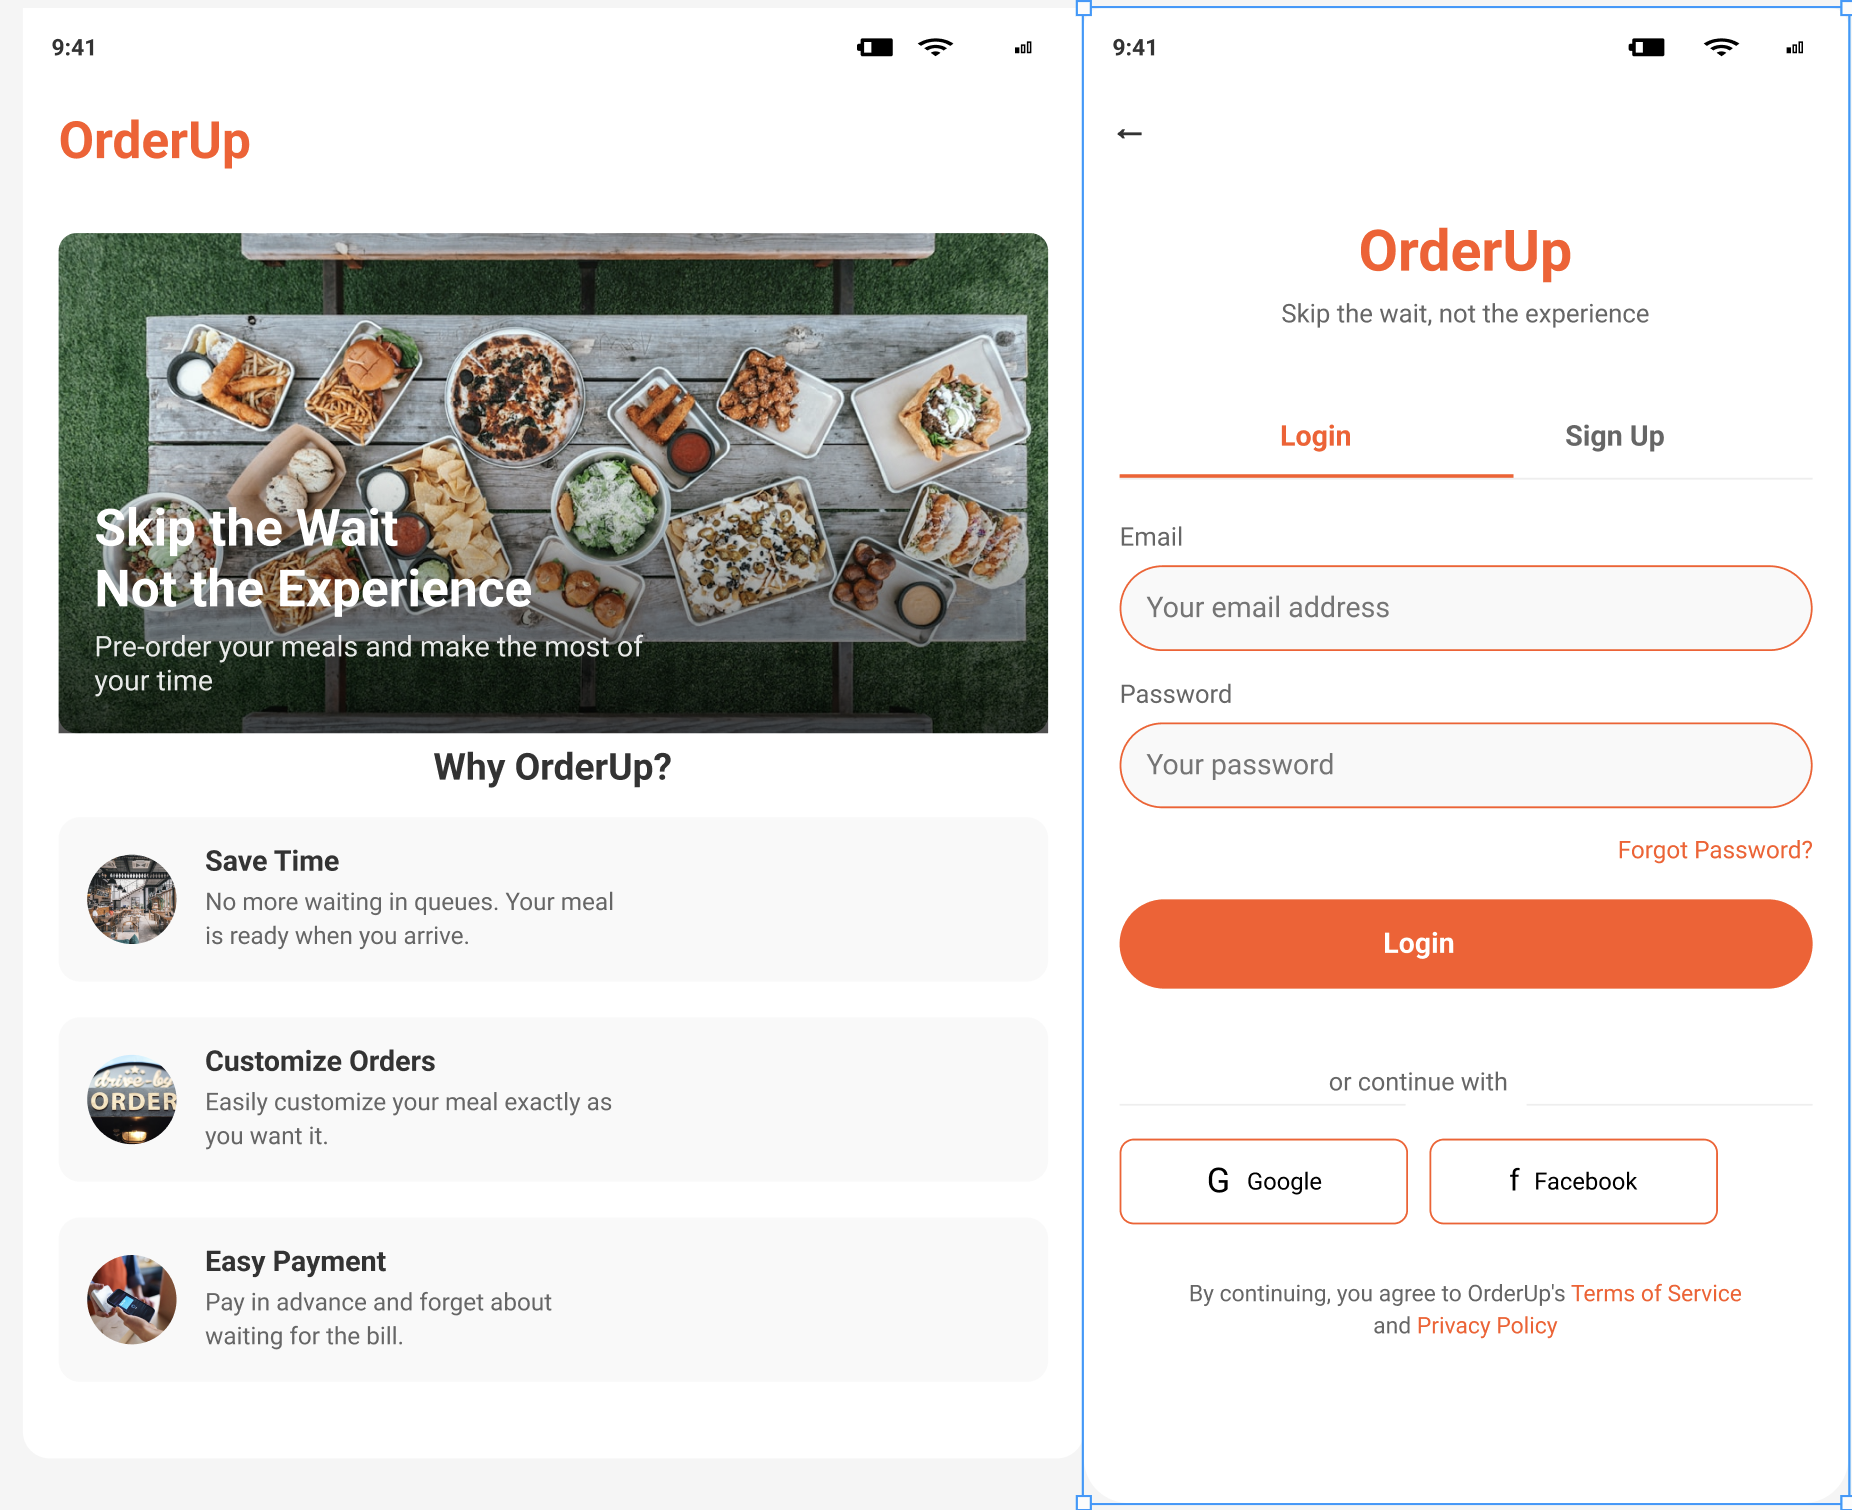 9:41
OrderUp
Skip the Wait
Not the Experience
Pre-order your meals and make the most of
your time
Why OrderUp?
Save Time
No more waiting in queues. Your meal
is ready when you arrive.
drive-by
ORDER
Customize Orders
Easily customize your meal exactly as
you want it.
Easy Payment
Pay in advance and forget about
waiting for the bill.
9:41
←
OrderUp
Skip the wait, not the experience
Login Sign Up
Email
Your email address
Password
Your password
Forgot Password?
Login
or continue with
G Google f Facebook
By continuing, you agree to OrderUp's Terms of Service
and Privacy Policy